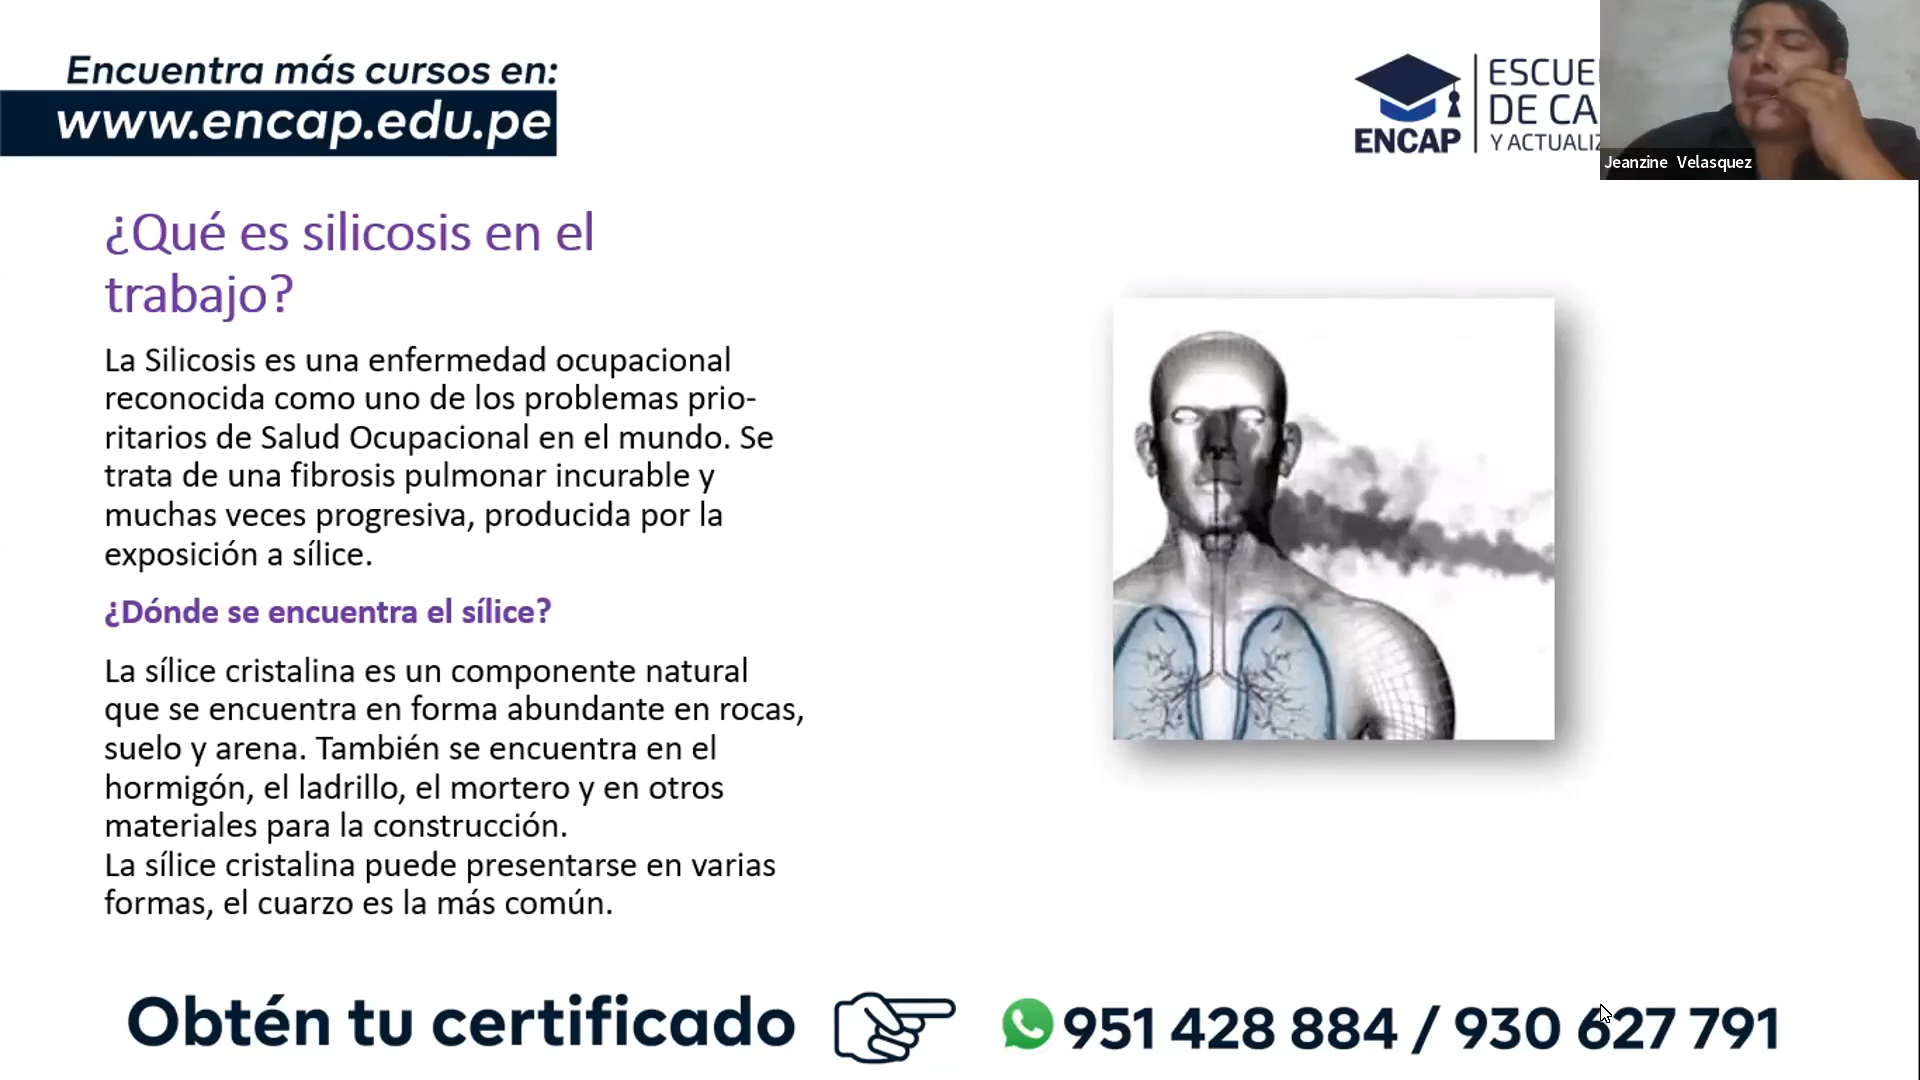 Encuentra más cursos en:
www.encap.edu.pe
ENCAP
ESCUE
DE CA
Y ACTUALIZ
Jeanzine Velasquez
¿Qué es silicosis en el
trabajo?
La Silicosis es una enfermedad ocupacional
reconocida como uno de los problemas prio-
ritarios de Salud Ocupacional en el mundo. Se
trata de una fibrosis pulmonar incurable y
muchas veces progresiva, producida por la
exposición a sílice.
¿Dónde se encuentra el sílice?
La sílice cristalina es un componente natural
que se encuentra en forma abundante en rocas,
suelo y arena. También se encuentra en el
hormigón, el ladrillo, el mortero y en otros
materiales para la construcción.
La sílice cristalina puede presentarse en varias
formas, el cuarzo es la más común.
Obtén tu certificado
951 428 884 / 930 627 791